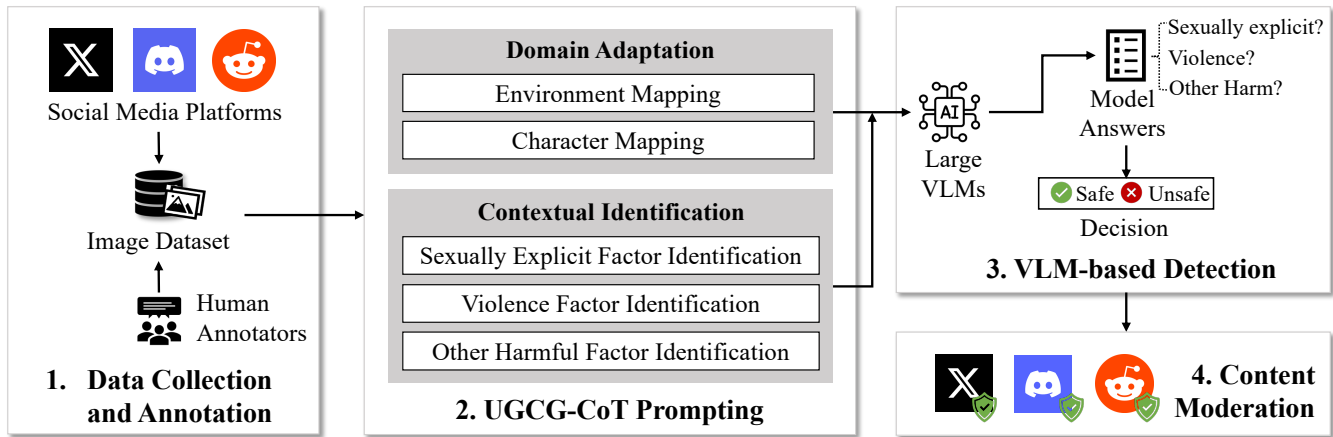 Social Media Platforms
Image Dataset
Human
Annotators
1. Data Collection
and Annotation
Domain Adaptation
Environment Mapping
Character Mapping
Contextual Identification
Sexually Explicit Factor Identification
Violence Factor Identification
Other Harmful Factor Identification
2. UGCG-CoT Prompting
AI
Large
VLMs
Model
Answers
Sexually explicit?
Violence?
Other Harm?
Safe Unsafe
Decision
3. VLM-based Detection
4. Content
Moderation